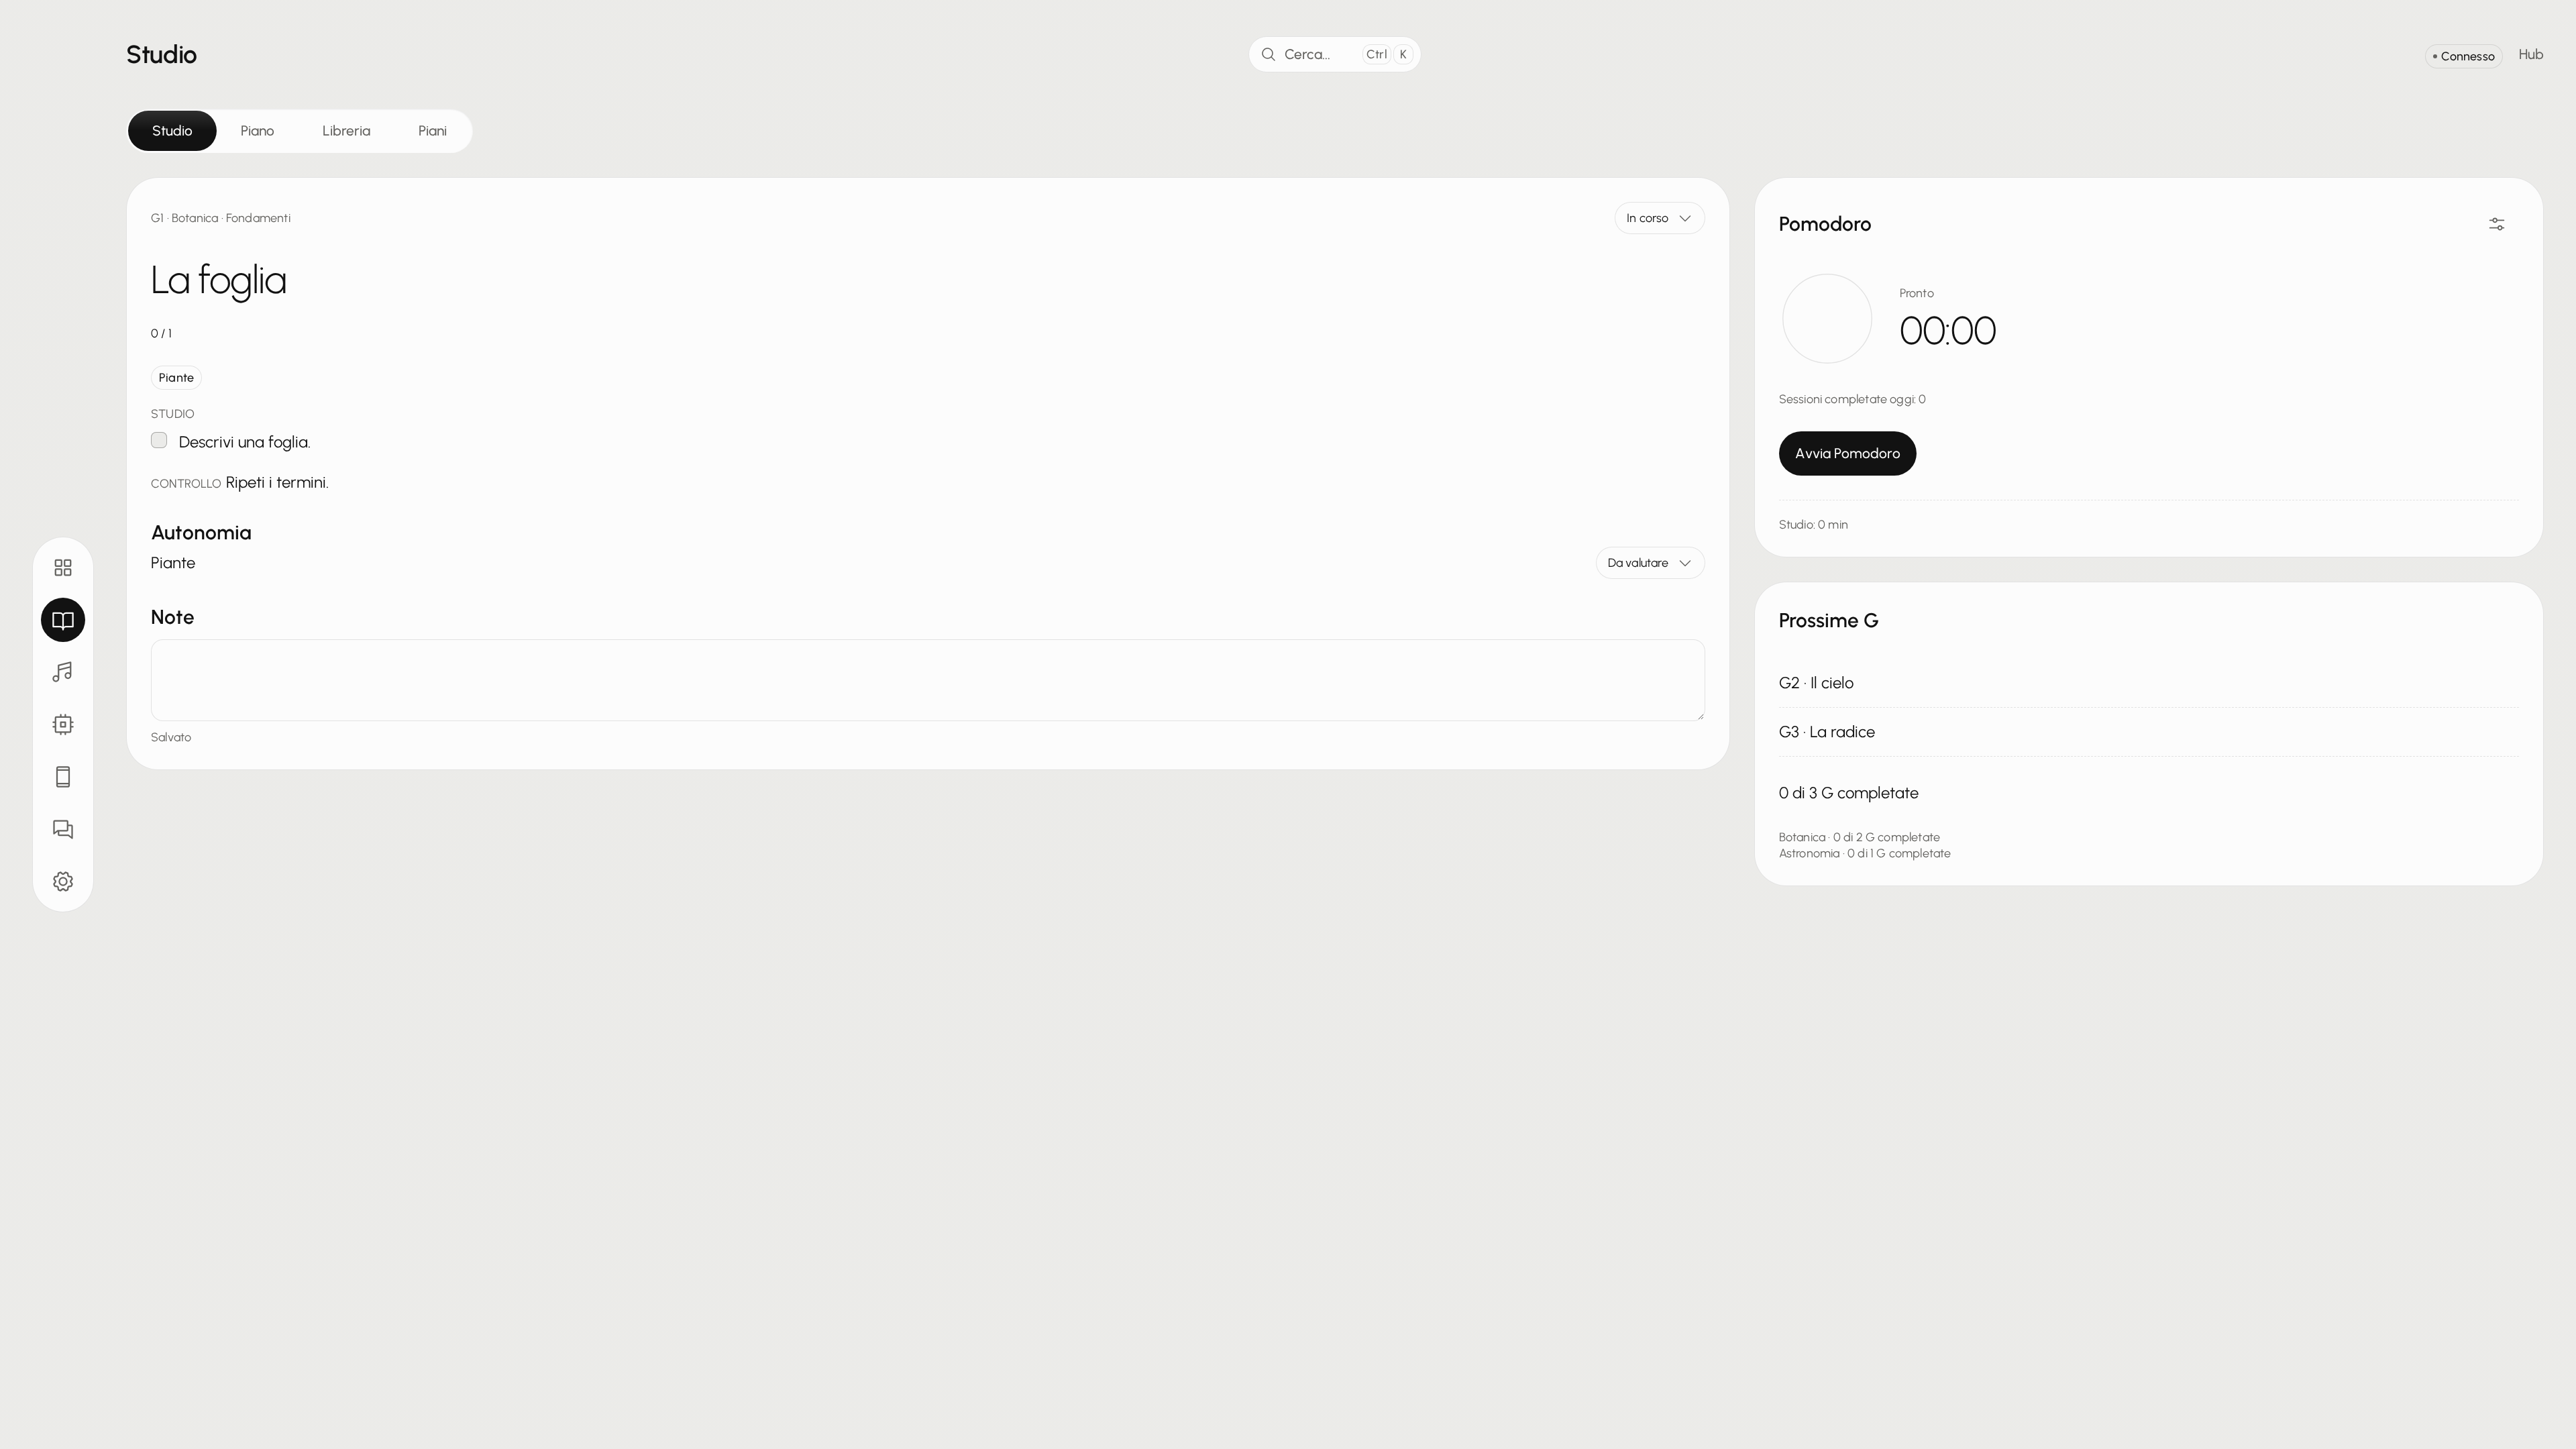 Studio
Cerca... Ctrl K
Connesso Hub
Studio Piano Libreria Piani
G1 · Botanica · Fondamenti
In corso
La foglia
0 / 1
Piante
STUDIO
Descrivi una foglia.
CONTROLLO Ripeti i termini.
Autonomia
Piante
Da valutare
Note
Salvato
Pomodoro
Pronto
00:00
Sessioni completate oggi: 0
Avvia Pomodoro
Studio: 0 min
Prossime G
G2 · Il cielo
G3 · La radice
0 di 3 G completate
Botanica · 0 di 2 G completate
Astronomia · 0 di 1 G completate